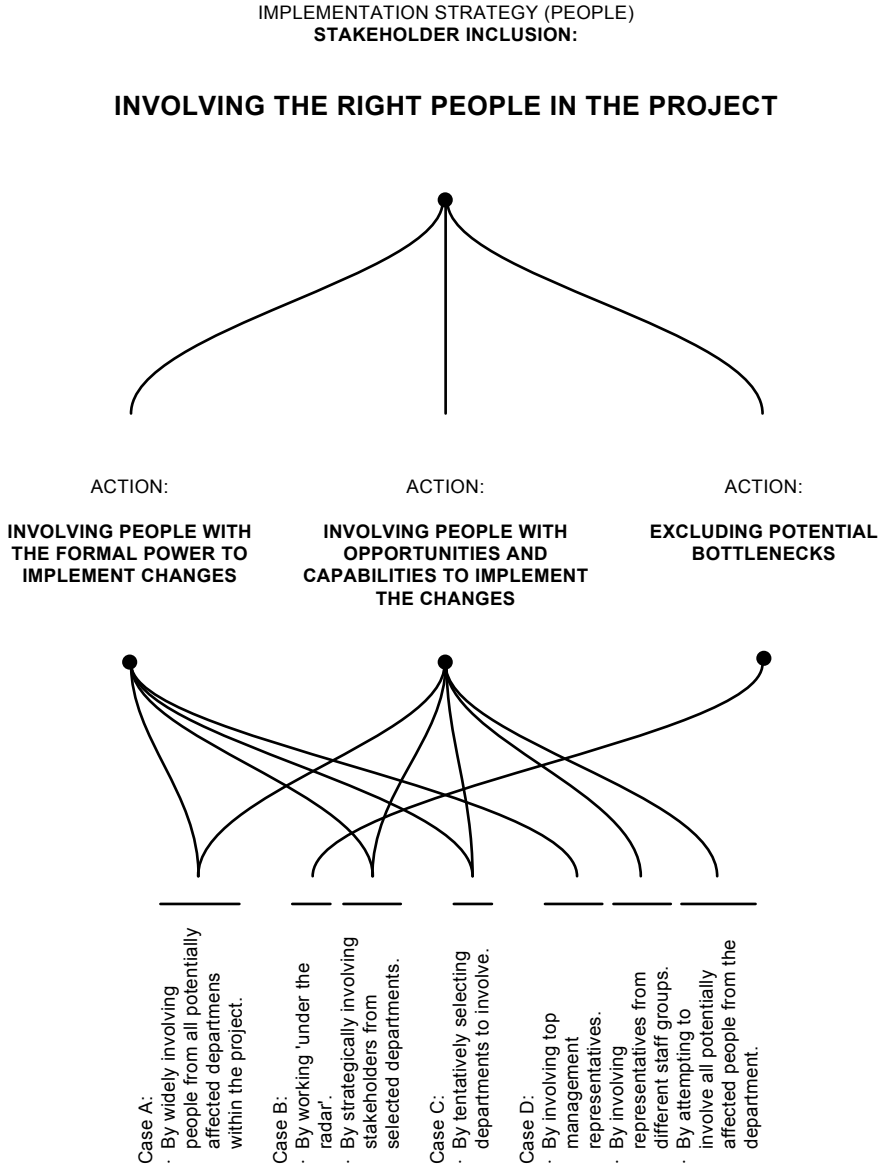 IMPLEMENTATION STRATEGY (PEOPLE)
STAKEHOLDER INCLUSION:
INVOLVING THE RIGHT PEOPLE IN THE PROJECT
ACTION:
INVOLVING PEOPLE WITH
THE FORMAL POWER TO
IMPLEMENT CHANGES
ACTION:
INVOLVING PEOPLE WITH
OPPORTUNITIES AND
CAPABILITIES TO IMPLEMENT
THE CHANGES
ACTION:
EXCLUDING POTENTIAL
BOTTLENECKS
Case A:
· By widely involving
people from all potentially
affected departmens
within the project.
Case B:
· By working 'under the
radar'.
· By strategically involving
stakeholders from
selected departments.
Case C:
· By tentatively selecting
departments to involve.
Case D:
· By involving top
management
representatives.
· By involving
representatives from
different staff groups.
· By attempting to
involve all potentially
affected people from the
department.